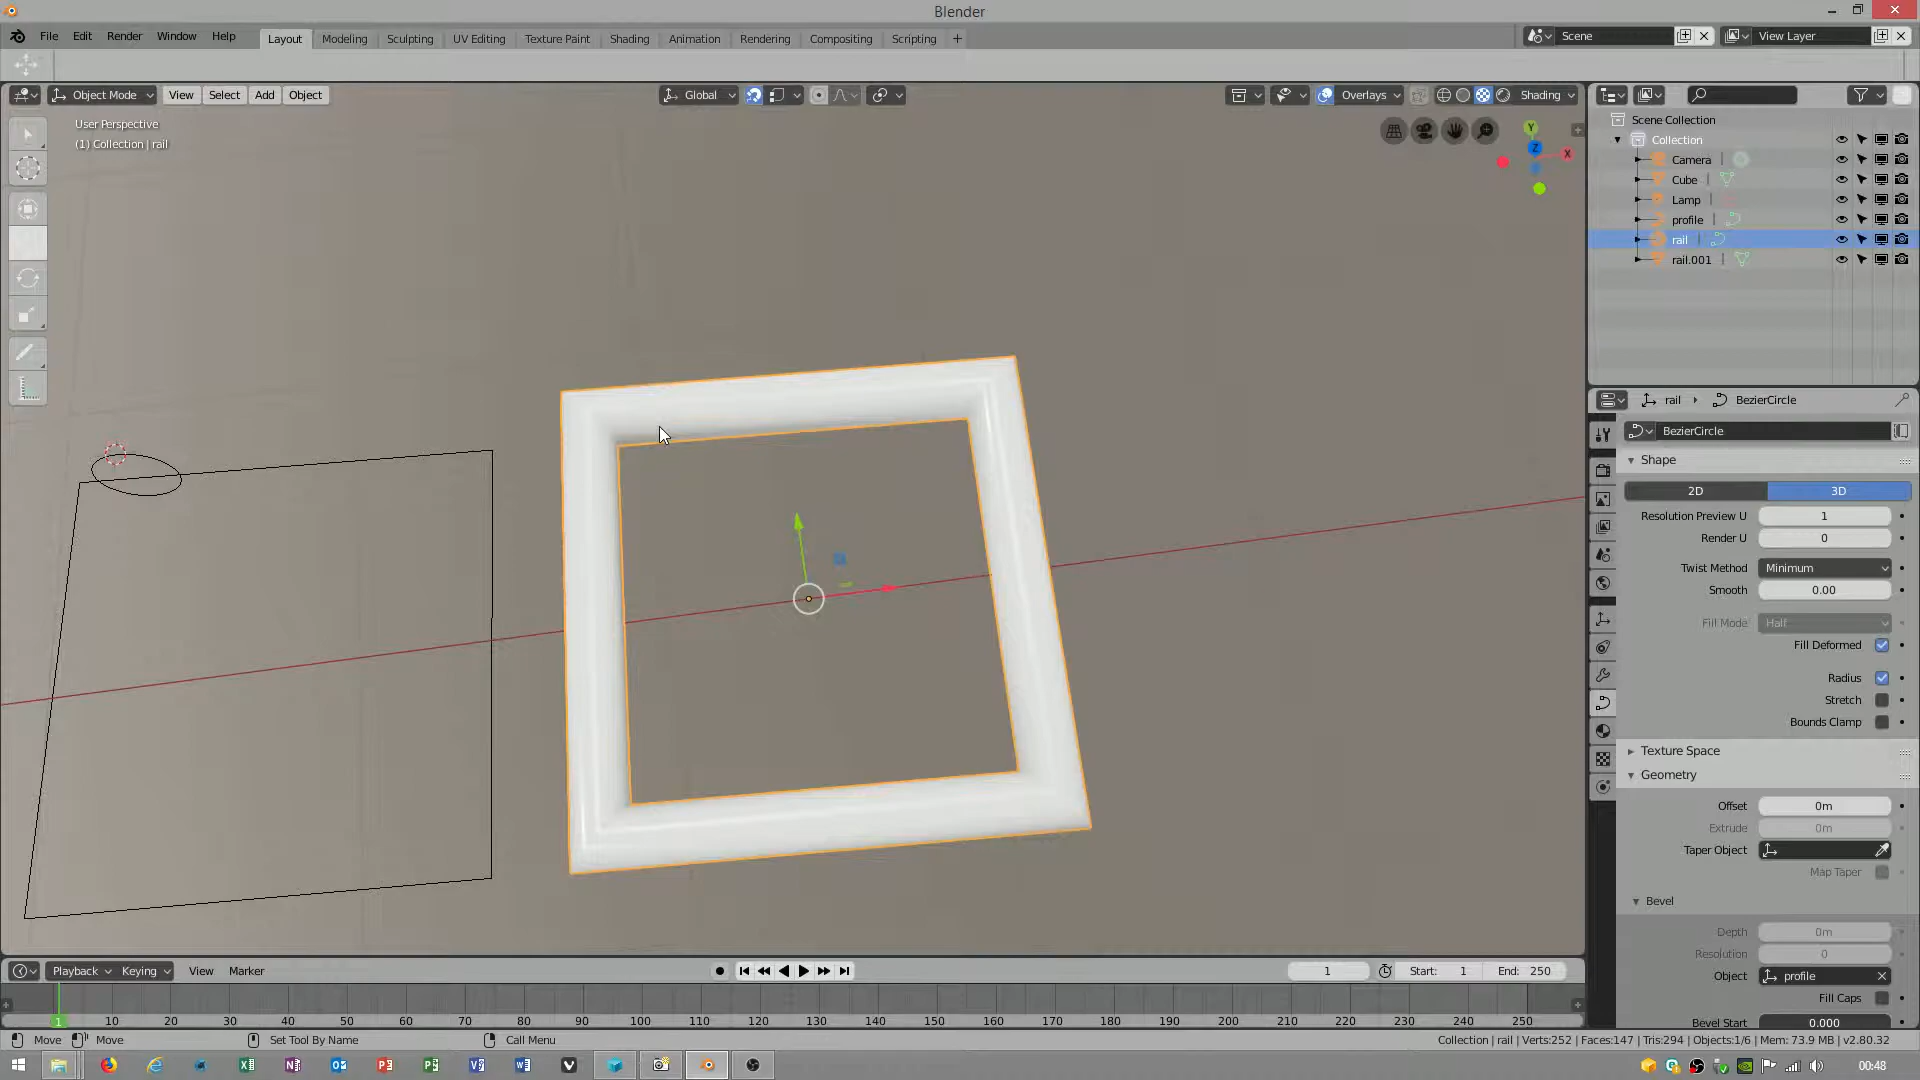 Blender
File Edit Render Window Help Layout Modeling Sculpting UV Editing Texture Paint Shading Animation Rendering Compositing Scripting + Scene View Layer
Object Mode View Select Add Object Global Overlays Shading
User Perspective
(1) Collection | rail
Y
Z
X
Scene Collection
Collection
Camera
Cube
Lamp
profile
rail
rail.001
rail BezierCircle
BezierCircle
Shape
2D 3D
Resolution Preview U 1
Render U 0
Twist Method Minimum
Smooth 0.00
Fill Mode Half
Fill Deformed
Radius
Stretch
Bounds Clamp
Texture Space
Geometry
Offset 0m
Extrude 0m
Taper Object
Map Taper
Bevel
Depth 0m
Resolution 0
Object profile
Fill Caps
Bevel Start 0.000
Playback Keying View Marker 1 Start: 1 End: 250
1 10 20 30 40 50 60 70 80 90 100 110 120 130 140 150 160 170 180 190 200 210 220 230 240 250
Move Move Set Tool By Name Call Menu Collection | rail | Verts:252 | Faces:147 | Tris:294 | Objects:1/6 | Mem: 73.9 MB | v2.80.32
00:48